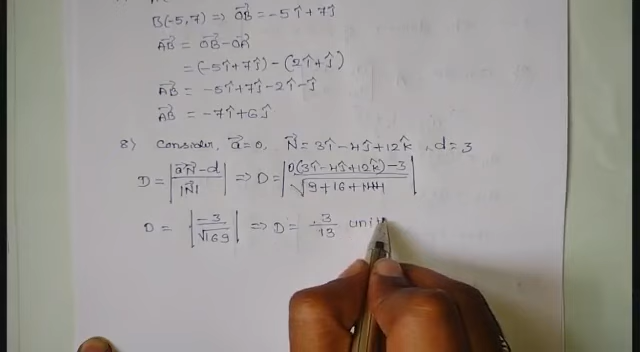 B(-5,7) ⇒ OB⃗ = -5î+7ĵ
AB⃗ = OB⃗ - OA⃗
= (-5î+7ĵ) - (2î+ĵ)
AB⃗ = -5î+7ĵ-2î-ĵ
AB⃗ = -7î+6ĵ
8) Consider, a⃗=0, N⃗ = 3î-4ĵ+12k̂, d=3
D = |a⃗N⃗-d / |N⃗|| ⇒ D = |0(3î-4ĵ+12k̂)-3 / √9+16+144|
D = |-3 / √169| ⇒ D = 3/13 uni